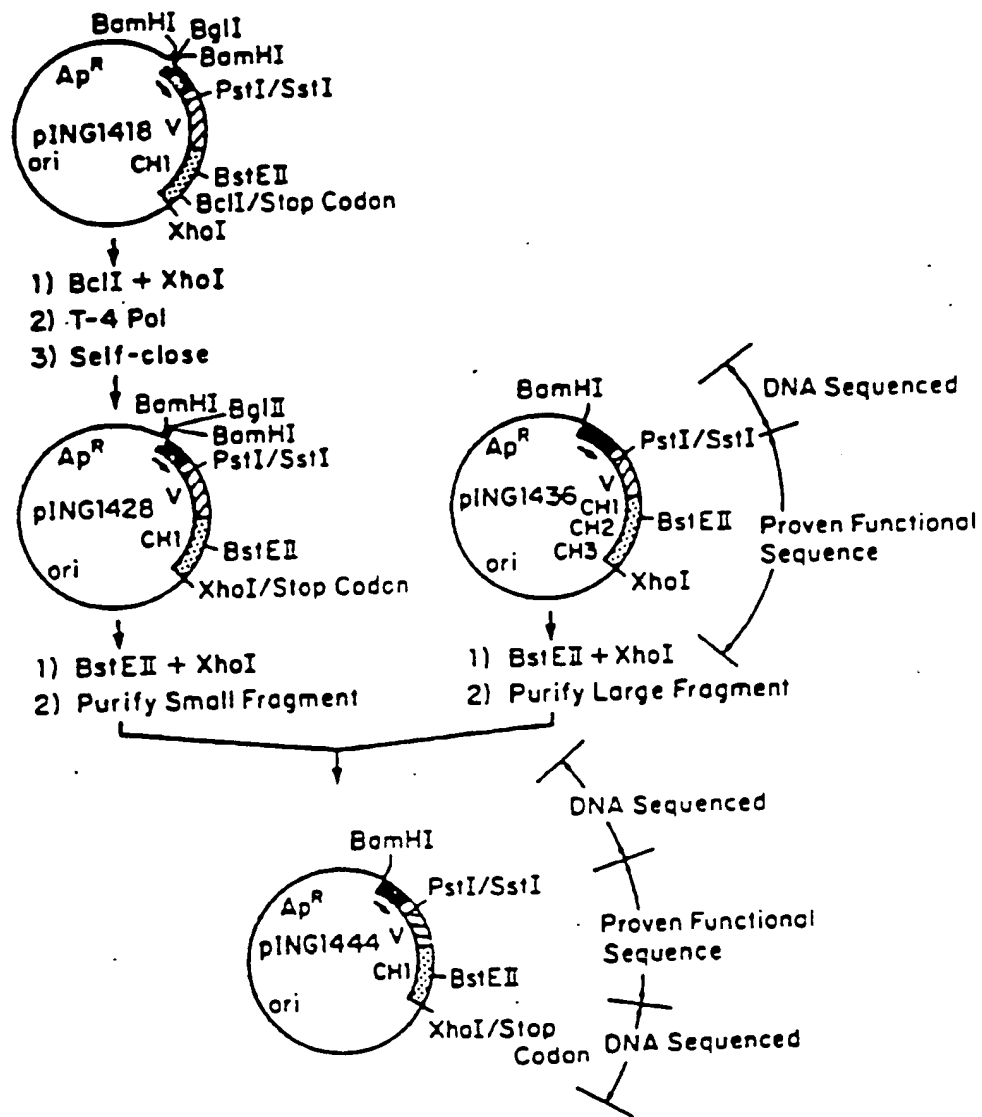 BamHI
BglI
BamHI
Ap^R
PstI/SstI
pING1418
V
ori
CH1
BstEII
BclI/Stop Codon
XhoI
1) BclI + XhoI
2) T-4 Pol
3) Self-close
BamHI
BglII
BamHI
Ap^R
PstI/SstI
pING1428
V
CH1
BstEII
ori
XhoI/Stop Codon
1) BstEII + XhoI
2) Purify Small Fragment
BamHI
DNA Sequenced
Ap^R
PstI/SstI
V
pING1436
CH1
CH2
BstEII
Proven Functional
Sequence
CH3
ori
XhoI
1) BstEII + XhoI
2) Purify Large Fragment
DNA Sequenced
BamHI
PstI/SstI
Ap^R
pING1444
V
Proven Functional
Sequence
CH1
BstEII
ori
XhoI/Stop
Codon
DNA Sequenced